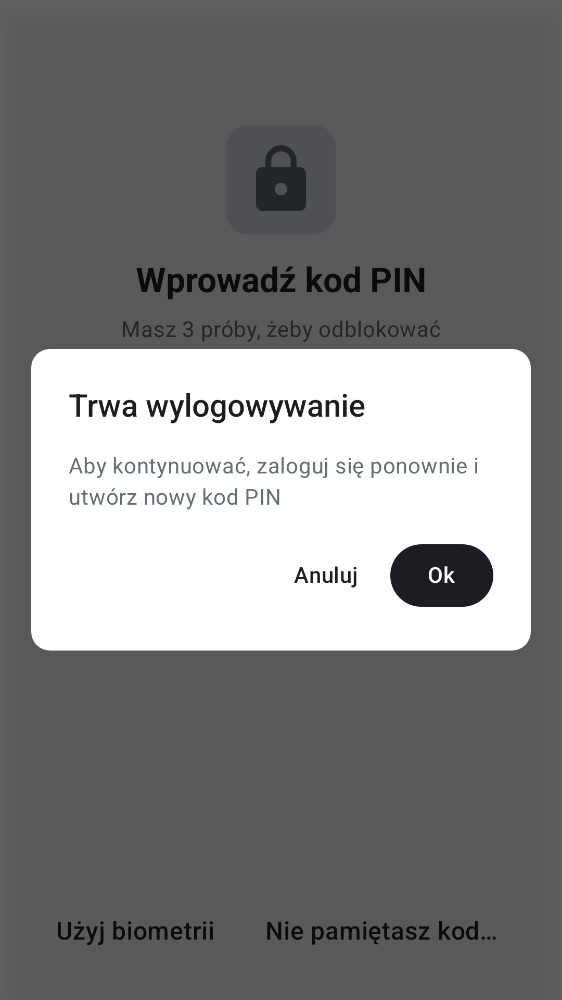 Wprowadź kod PIN
Masz 3 próby, żeby odblokować
Trwa wylogowywanie
Aby kontynuować, zaloguj się ponownie i
utwórz nowy kod PIN
Anuluj
Ok
Użyj biometrii
Nie pamiętasz kod…